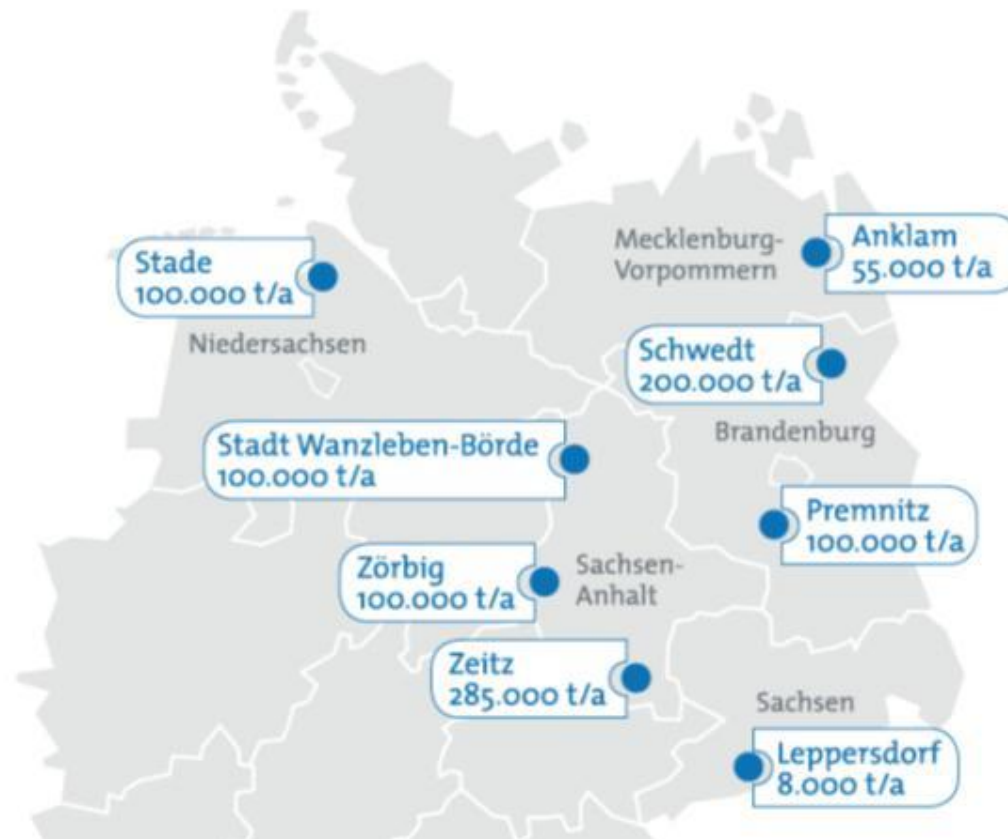 Mecklenburg-
Vorpommern
Anklam
55.000 t/a
Stade
100.000 t/a
Niedersachsen
Schwedt
200.000 t/a
Brandenburg
Stadt Wanzleben-Börde
100.000 t/a
Premnitz
100.000 t/a
Zörbig
100.000 t/a
Sachsen-
Anhalt
Zeitz
285.000 t/a
Sachsen
Leppersdorf
8.000 t/a